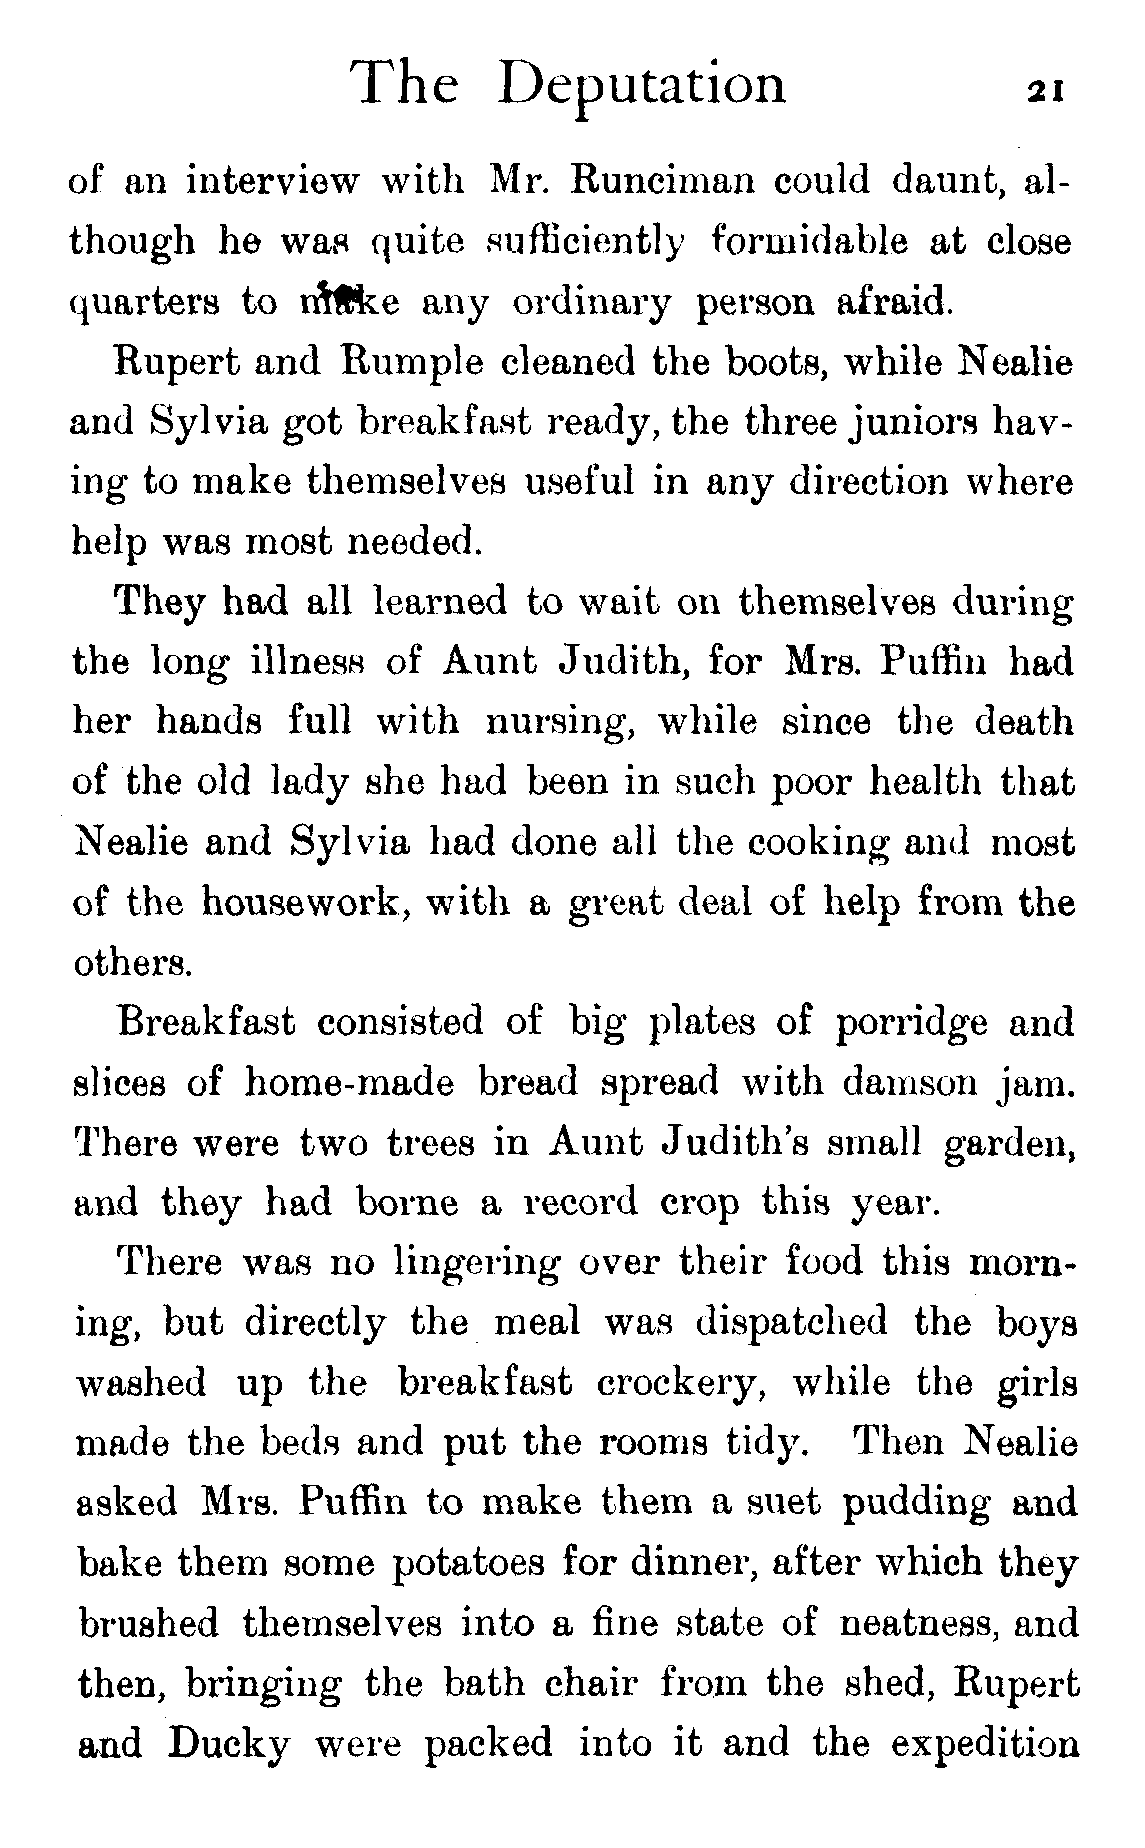 The Deputation 21
of an interview with Mr. Runciman could daunt, al-
though he was quite sufficiently formidable at close
quarters to make any ordinary person afraid.
Rupert and Rumple cleaned the boots, while Nealie
and Sylvia got breakfast ready, the three juniors hav-
ing to make themselves useful in any direction where
help was most needed.
They had all learned to wait on themselves during
the long illness of Aunt Judith, for Mrs. Puffin had
her hands full with nursing, while since the death
of the old lady she had been in such poor health that
Nealie and Sylvia had done all the cooking and most
of the housework, with a great deal of help from the
others.
Breakfast consisted of big plates of porridge and
slices of home-made bread spread with damson jam.
There were two trees in Aunt Judith's small garden,
and they had borne a record crop this year.
There was no lingering over their food this morn-
ing, but directly the meal was dispatched the boys
washed up the breakfast crockery, while the girls
made the beds and put the rooms tidy. Then Nealie
asked Mrs. Puffin to make them a suet pudding and
bake them some potatoes for dinner, after which they
brushed themselves into a fine state of neatness, and
then, bringing the bath chair from the shed, Rupert
and Ducky were packed into it and the expedition